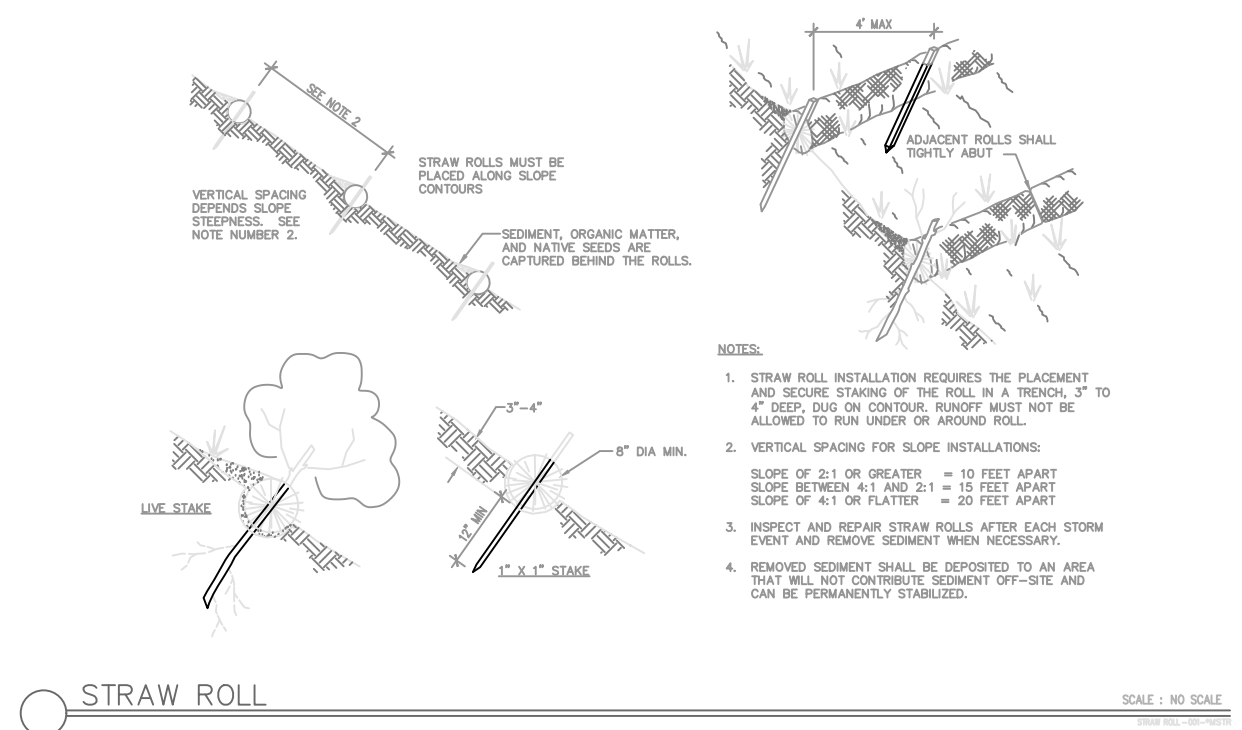 4' MAX
SEE NOTE 2
ADJACENT ROLLS SHALL
TIGHTLY ABUT
STRAW ROLLS MUST BE
PLACED ALONG SLOPE
CONTOURS
VERTICAL SPACING
DEPENDS SLOPE
STEEPNESS. SEE
NOTE NUMBER 2.
SEDIMENT, ORGANIC MATTER,
AND NATIVE SEEDS ARE
CAPTURED BEHIND THE ROLLS.
3"-4"
8" DIA MIN.
LIVE STAKE
12" MIN
1" X 1" STAKE
NOTES:
1. STRAW ROLL INSTALLATION REQUIRES THE PLACEMENT
AND SECURE STAKING OF THE ROLL IN A TRENCH, 3" TO
4" DEEP, DUG ON CONTOUR. RUNOFF MUST NOT BE
ALLOWED TO RUN UNDER OR AROUND ROLL.
2. VERTICAL SPACING FOR SLOPE INSTALLATIONS:
SLOPE OF 2:1 OR GREATER = 10 FEET APART
SLOPE BETWEEN 4:1 AND 2:1 = 15 FEET APART
SLOPE OF 4:1 OR FLATTER = 20 FEET APART
3. INSPECT AND REPAIR STRAW ROLLS AFTER EACH STORM
EVENT AND REMOVE SEDIMENT WHEN NECESSARY.
4. REMOVED SEDIMENT SHALL BE DEPOSITED TO AN AREA
THAT WILL NOT CONTRIBUTE SEDIMENT OFF-SITE AND
CAN BE PERMANENTLY STABILIZED.
STRAW ROLL
SCALE : NO SCALE
STRAW ROLL-001-*MSTR